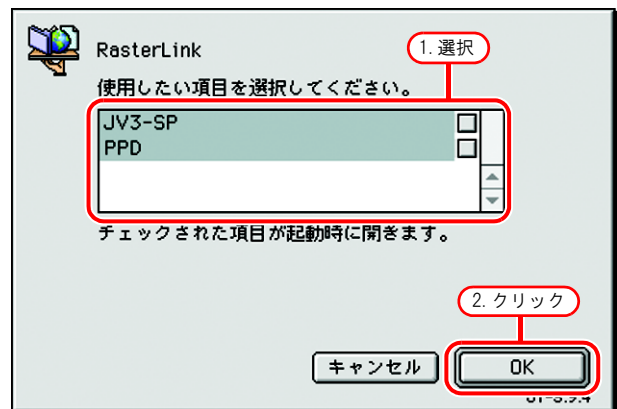 RasterLink
1. 選択
使用したい項目を選択してください。
JV3-SP
PPD
チェックされた項目が起動時に開きます。
2. クリック
キャンセル
OK